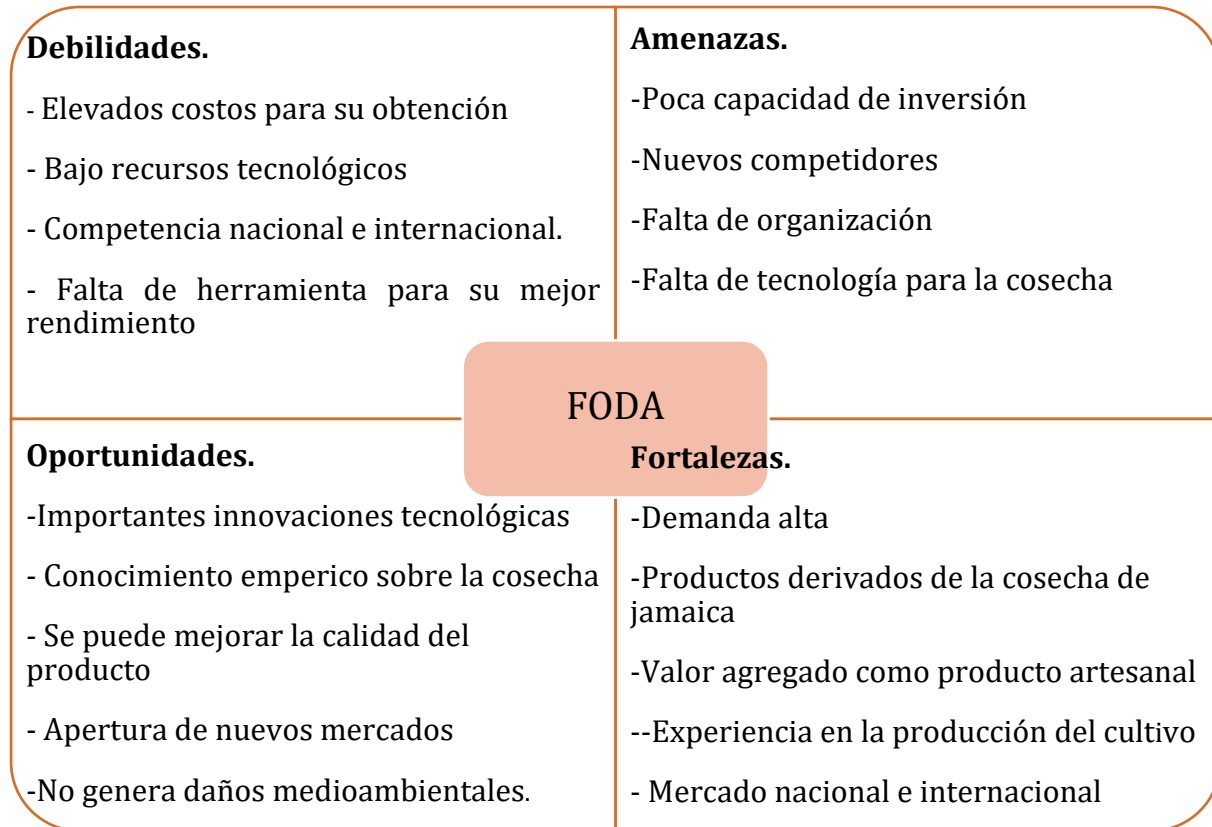 Debilidades.
- Elevados costos para su obtención
- Bajo recursos tecnológicos
- Competencia nacional e internacional.
- Falta de herramienta para su mejor
rendimiento
Amenazas.
-Poca capacidad de inversión
-Nuevos competidores
-Falta de organización
-Falta de tecnología para la cosecha
FODA
Oportunidades.
-Importantes innovaciones tecnológicas
- Conocimiento emperico sobre la cosecha
- Se puede mejorar la calidad del
producto
- Apertura de nuevos mercados
-No genera daños medioambientales.
Fortalezas.
-Demanda alta
-Productos derivados de la cosecha de
jamaica
-Valor agregado como producto artesanal
--Experiencia en la producción del cultivo
- Mercado nacional e internacional